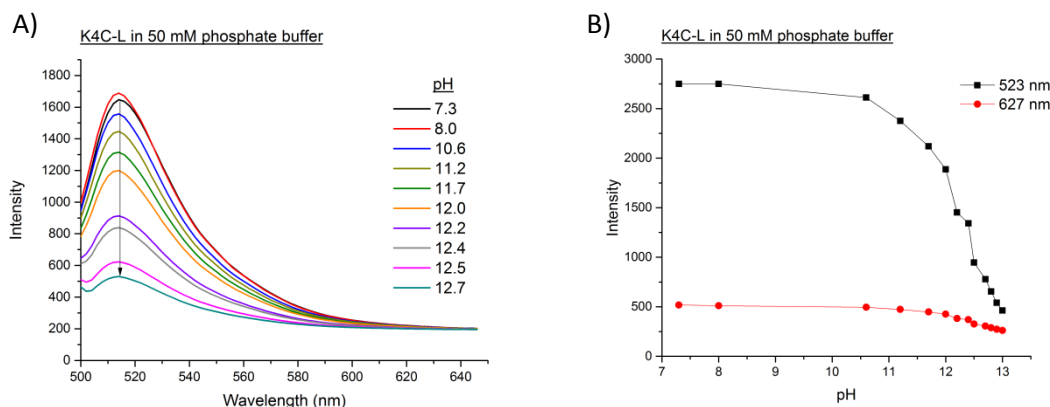 A)
K4C-L in 50 mM phosphate buffer
1800
1600
1400
1200
1000
800
600
400
200
0
Intensity
500 520 540 560 580 600 620 640
Wavelength (nm)
pH
7.3
8.0
10.6
11.2
11.7
12.0
12.2
12.4
12.5
12.7
B)
K4C-L in 50 mM phosphate buffer
3000
2500
2000
1500
1000
500
0
Intensity
7 8 9 10 11 12 13
pH
523 nm
627 nm